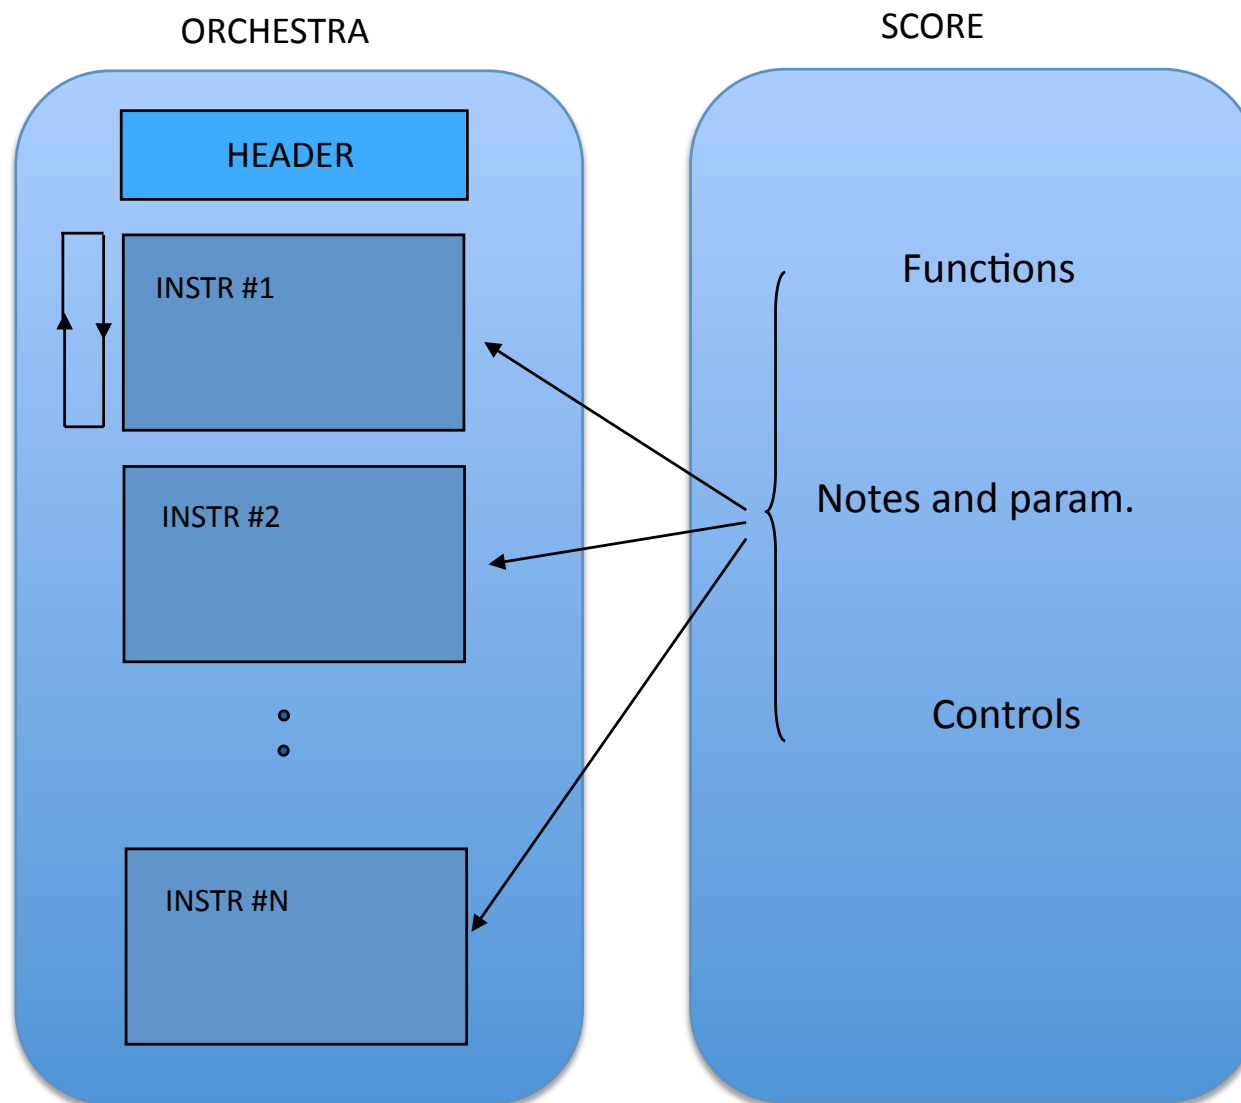 ORCHESTRA
HEADER
INSTR #1
INSTR #2
INSTR #N
SCORE
Functions
Notes and param.
Controls